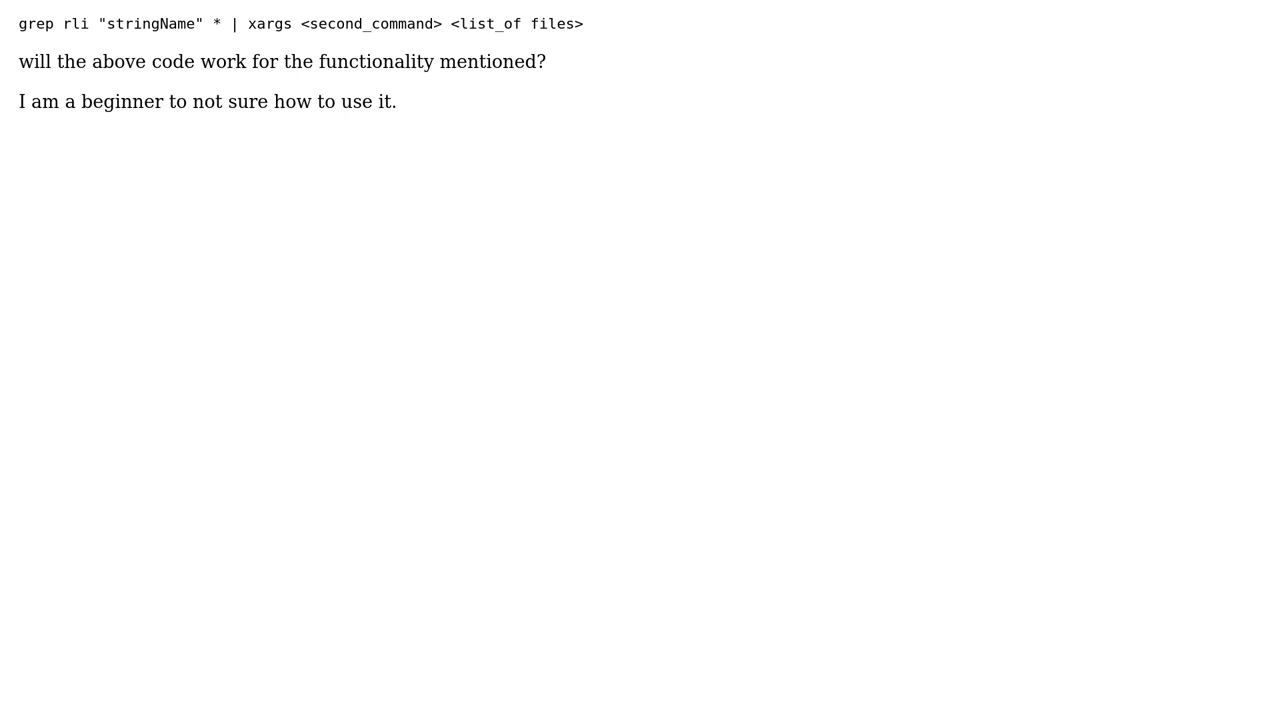 grep rli "stringName" * | xargs <second_command> <list_of files>
will the above code work for the functionality mentioned?
I am a beginner to not sure how to use it.